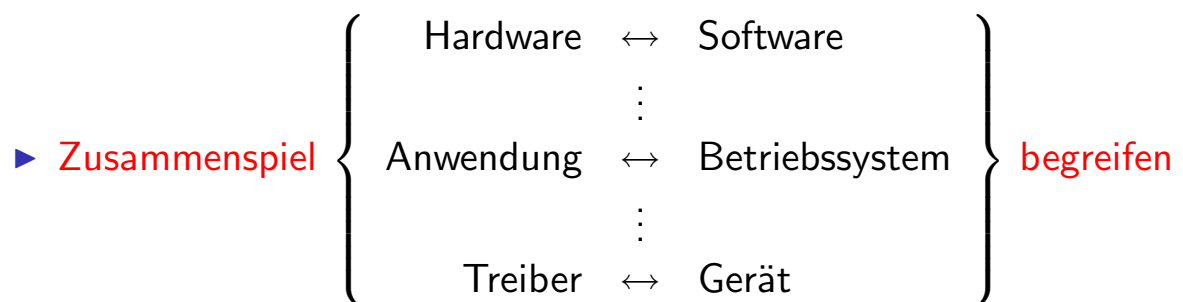 Hardware ↔ Software
⋮
▶ Zusammenspiel { Anwendung ↔ Betriebssystem } begreifen
⋮
Treiber ↔ Gerät